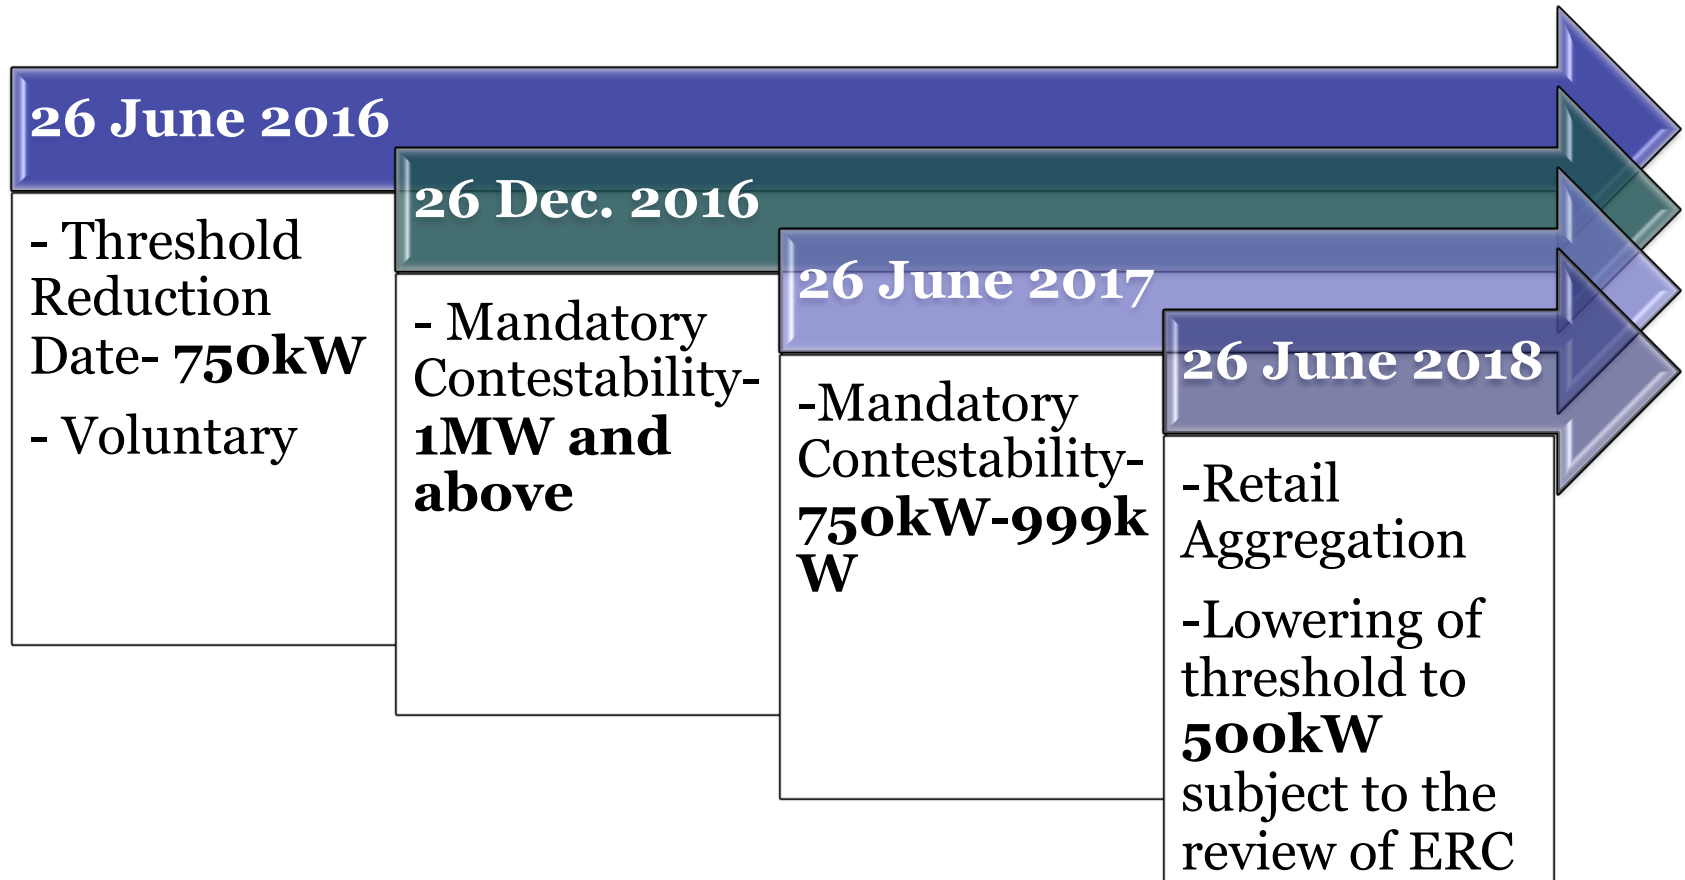 26 June 2016
- Threshold
Reduction
Date- 750kW
- Voluntary
26 Dec. 2016
- Mandatory
Contestability-
1MW and
above
26 June 2017
-Mandatory
Contestability-
750kW-999k
W
26 June 2018
-Retail
Aggregation
-Lowering of
threshold to
500kW
subject to the
review of ERC